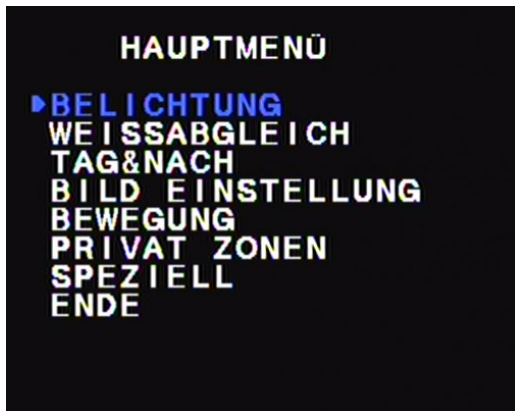 HAUPTMENÜ
BELICHTUNG
WEISSABGLEICH
TAG&NACH
BILD EINSTELLUNG
BEWEGUNG
PRIVAT ZONEN
SPEZIELL
ENDE